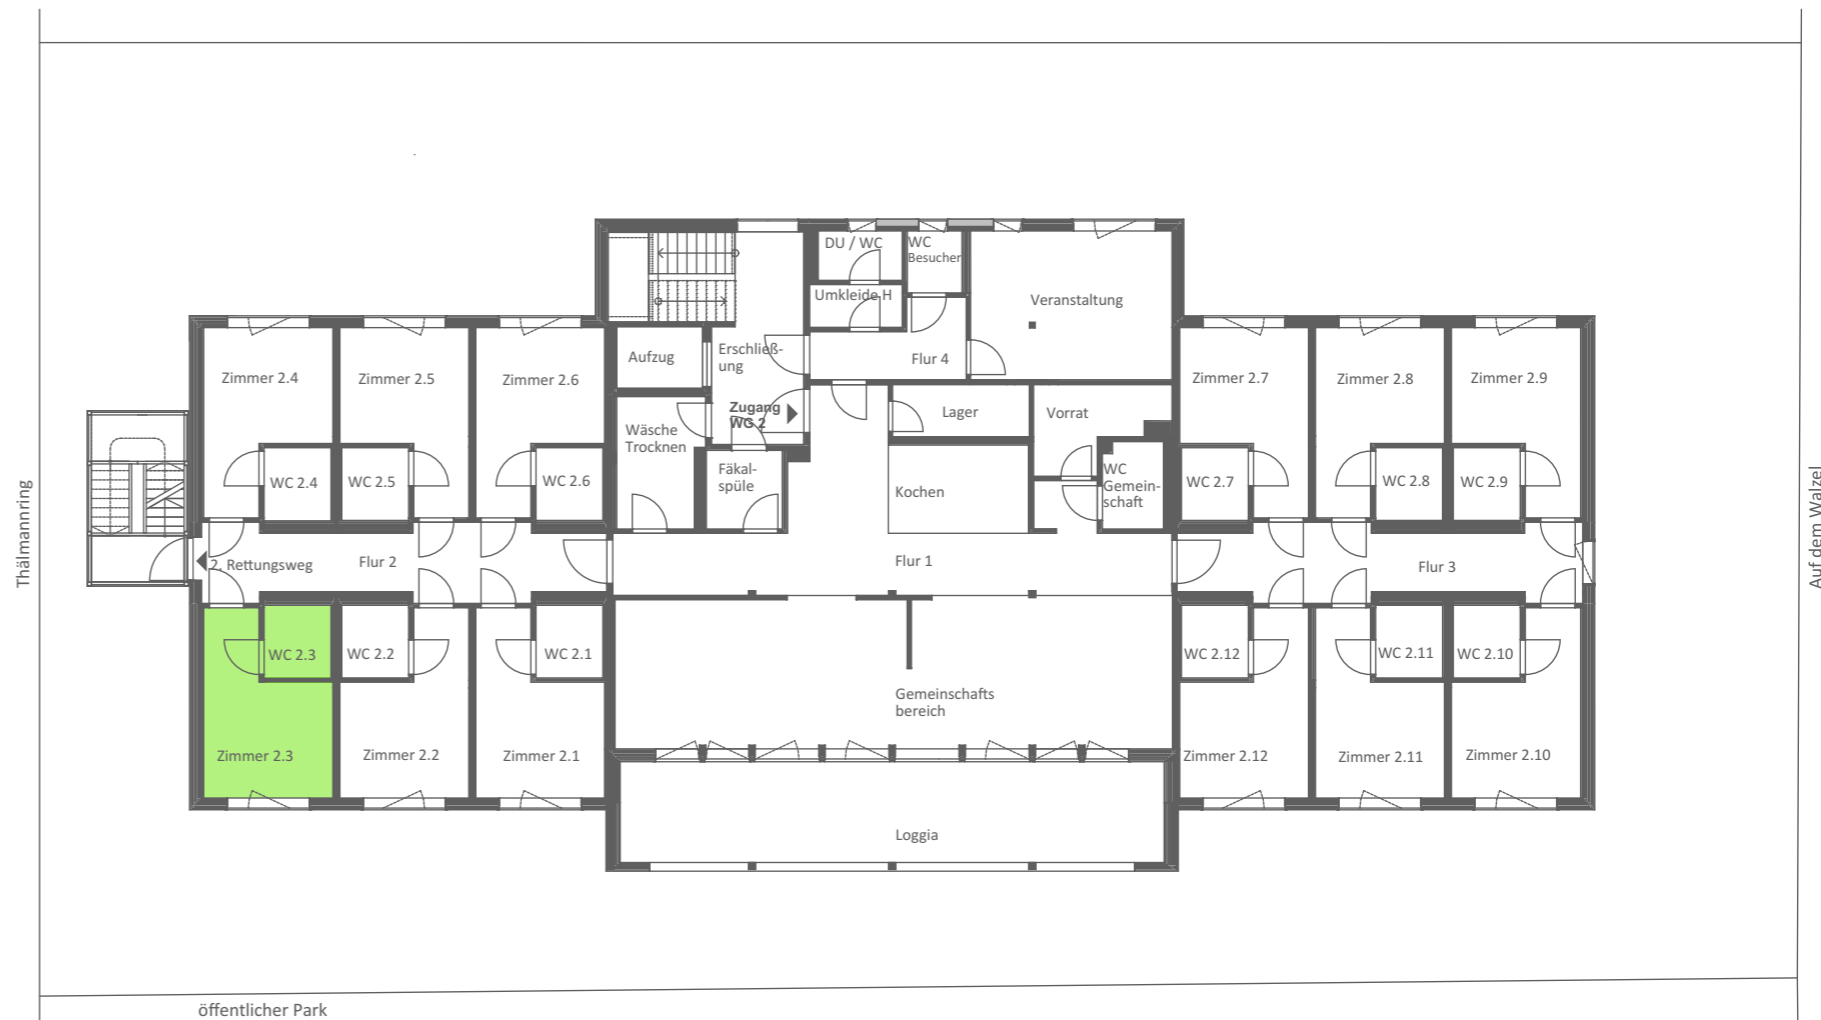 DU / WC
WC
Besucher
Umkleide H
Veranstaltung
Aufzug
Erschließ-
ung
Flur 4
Zimmer 2.4
Zimmer 2.5
Zimmer 2.6
Zimmer 2.7
Zimmer 2.8
Zimmer 2.9
Zugang
WG 2
Lager
Vorrat
Wäsche
Trocknen
Fäkal-
spüle
Kochen
WC
Gemein-
schaft
WC 2.4
WC 2.5
WC 2.6
WC 2.7
WC 2.8
WC 2.9
Thälmannring
Auf dem Walzel
2. Rettungsweg
Flur 2
Flur 1
Flur 3
WC 2.3
WC 2.2
WC 2.1
WC 2.12
WC 2.11
WC 2.10
Gemeinschafts
bereich
Zimmer 2.3
Zimmer 2.2
Zimmer 2.1
Zimmer 2.12
Zimmer 2.11
Zimmer 2.10
Loggia
öffentlicher Park